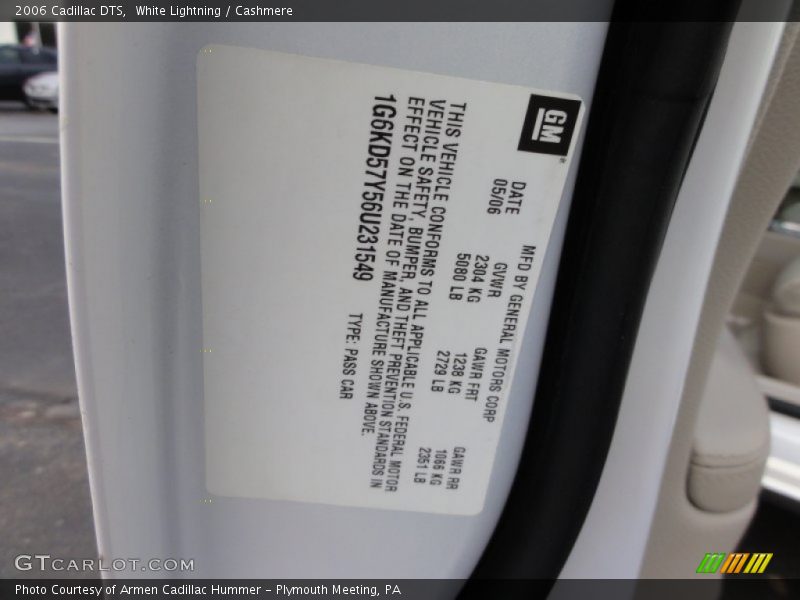 2006 Cadillac DTS,  White Lightning / Cashmere
GM
MFD BY GENERAL MOTORS CORP
DATE GVWR GAWR FRT GAWR RR
05/06 2304 KG 1238 KG 1066 KG
5080 LB 2729 LB 2351 LB
THIS VEHICLE CONFORMS TO ALL APPLICABLE U.S. FEDERAL MOTOR
VEHICLE SAFETY, BUMPER, AND THEFT PREVENTION STANDARDS IN
EFFECT ON THE DATE OF MANUFACTURE SHOWN ABOVE.
1G6KD57Y56U231549 TYPE: PASS CAR
GTCARLOT.COM
Photo Courtesy of Armen Cadillac Hummer - Plymouth Meeting, PA